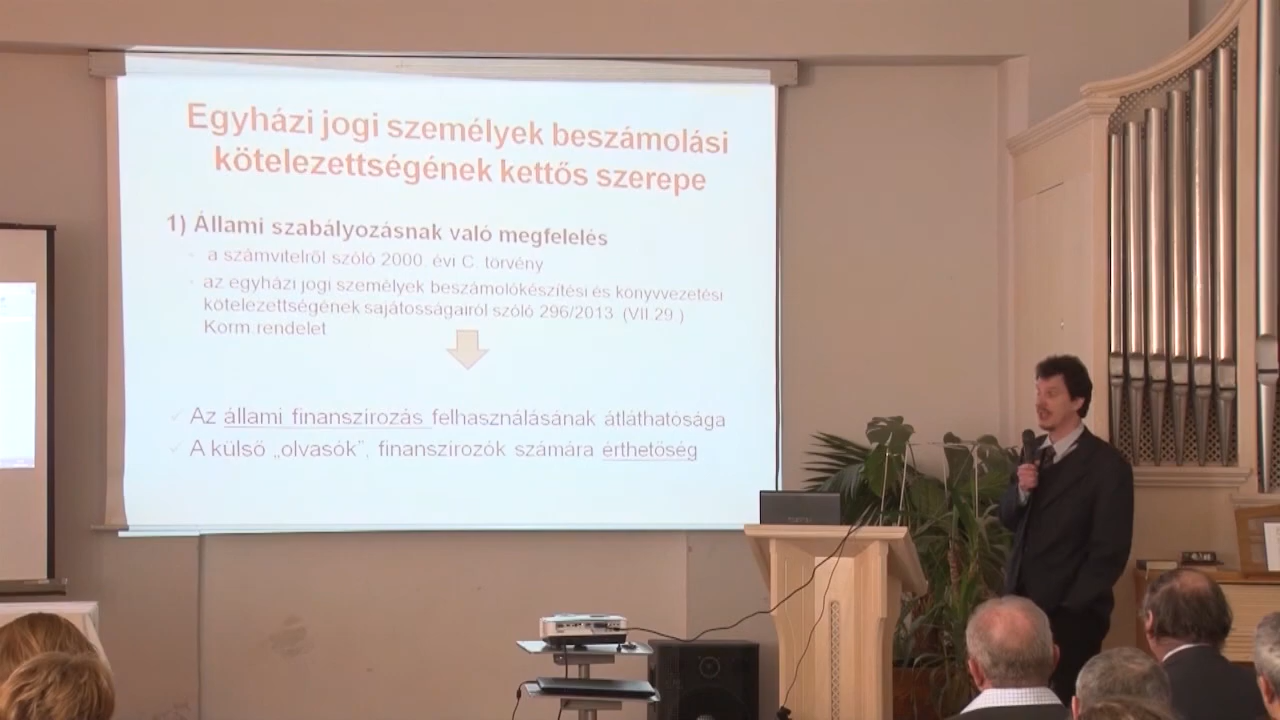 Egyházi jogi személyek beszámolási
kötelezettségének kettős szerepe
1) Állami szabályozásnak való megfelelés
- a számvitelről szóló 2000. évi C. törvény
- az egyházi jogi személyek beszámolókészítési és könyvvezetési
kötelezettségének sajátosságairól szóló 296/2013. (VII.29.)
Korm.rendelet
✓ Az állami finanszírozás felhasználásának átláthatósága
✓ A külső „olvasók”, finanszírozók számára érthetőség